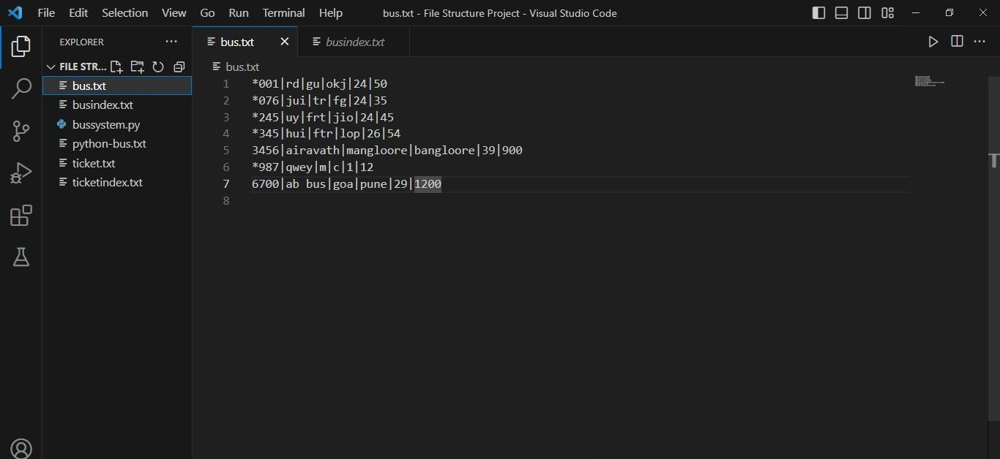 File Edit Selection View Go Run Terminal Help bus.txt - File Structure Project - Visual Studio Code
EXPLORER
FILE STR...
bus.txt
busindex.txt
bussystem.py
python-bus.txt
ticket.txt
ticketindex.txt
bus.txt busindex.txt
bus.txt
1 *001|rd|gu|okj|24|50
2 *076|jui|tr|fg|24|35
3 *245|uy|frt|jio|24|45
4 *345|hui|ftr|lop|26|54
5 3456|airavath|mangloore|bangloore|39|900
6 *987|qwey|m|c|1|12
7 6700|ab bus|goa|pune|29|1200
8